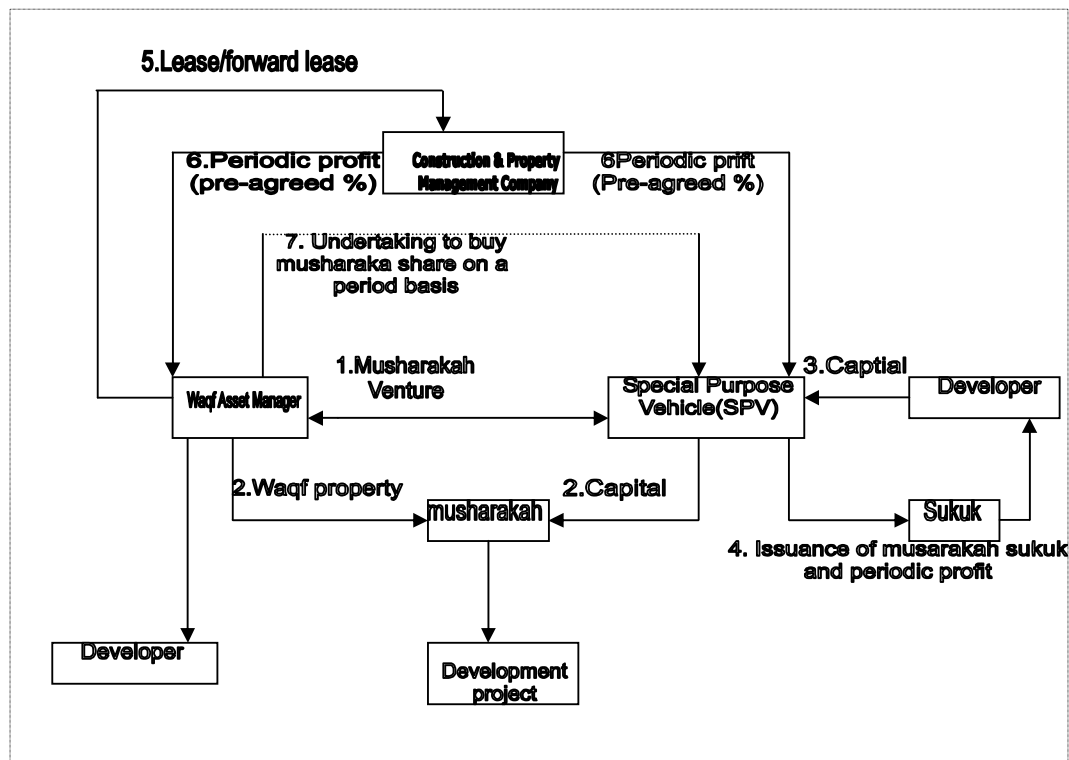 5.Lease/forward lease
6.Periodic profit
(pre-agreed %)
Construction & Property
Management Company
6Periodic prift
(Pre-agreed %)
7. Undertaking to buy
musharaka share on a
period basis
1.Musharakah
Venture
Waqf Asset Manager
Special Purpose
Vehicle(SPV)
3.Captial
Developer
2.Waqf property
2.Capital
musharakah
Sukuk
4. Issuance of musarakah sukuk
and periodic profit
Developer
Development
project